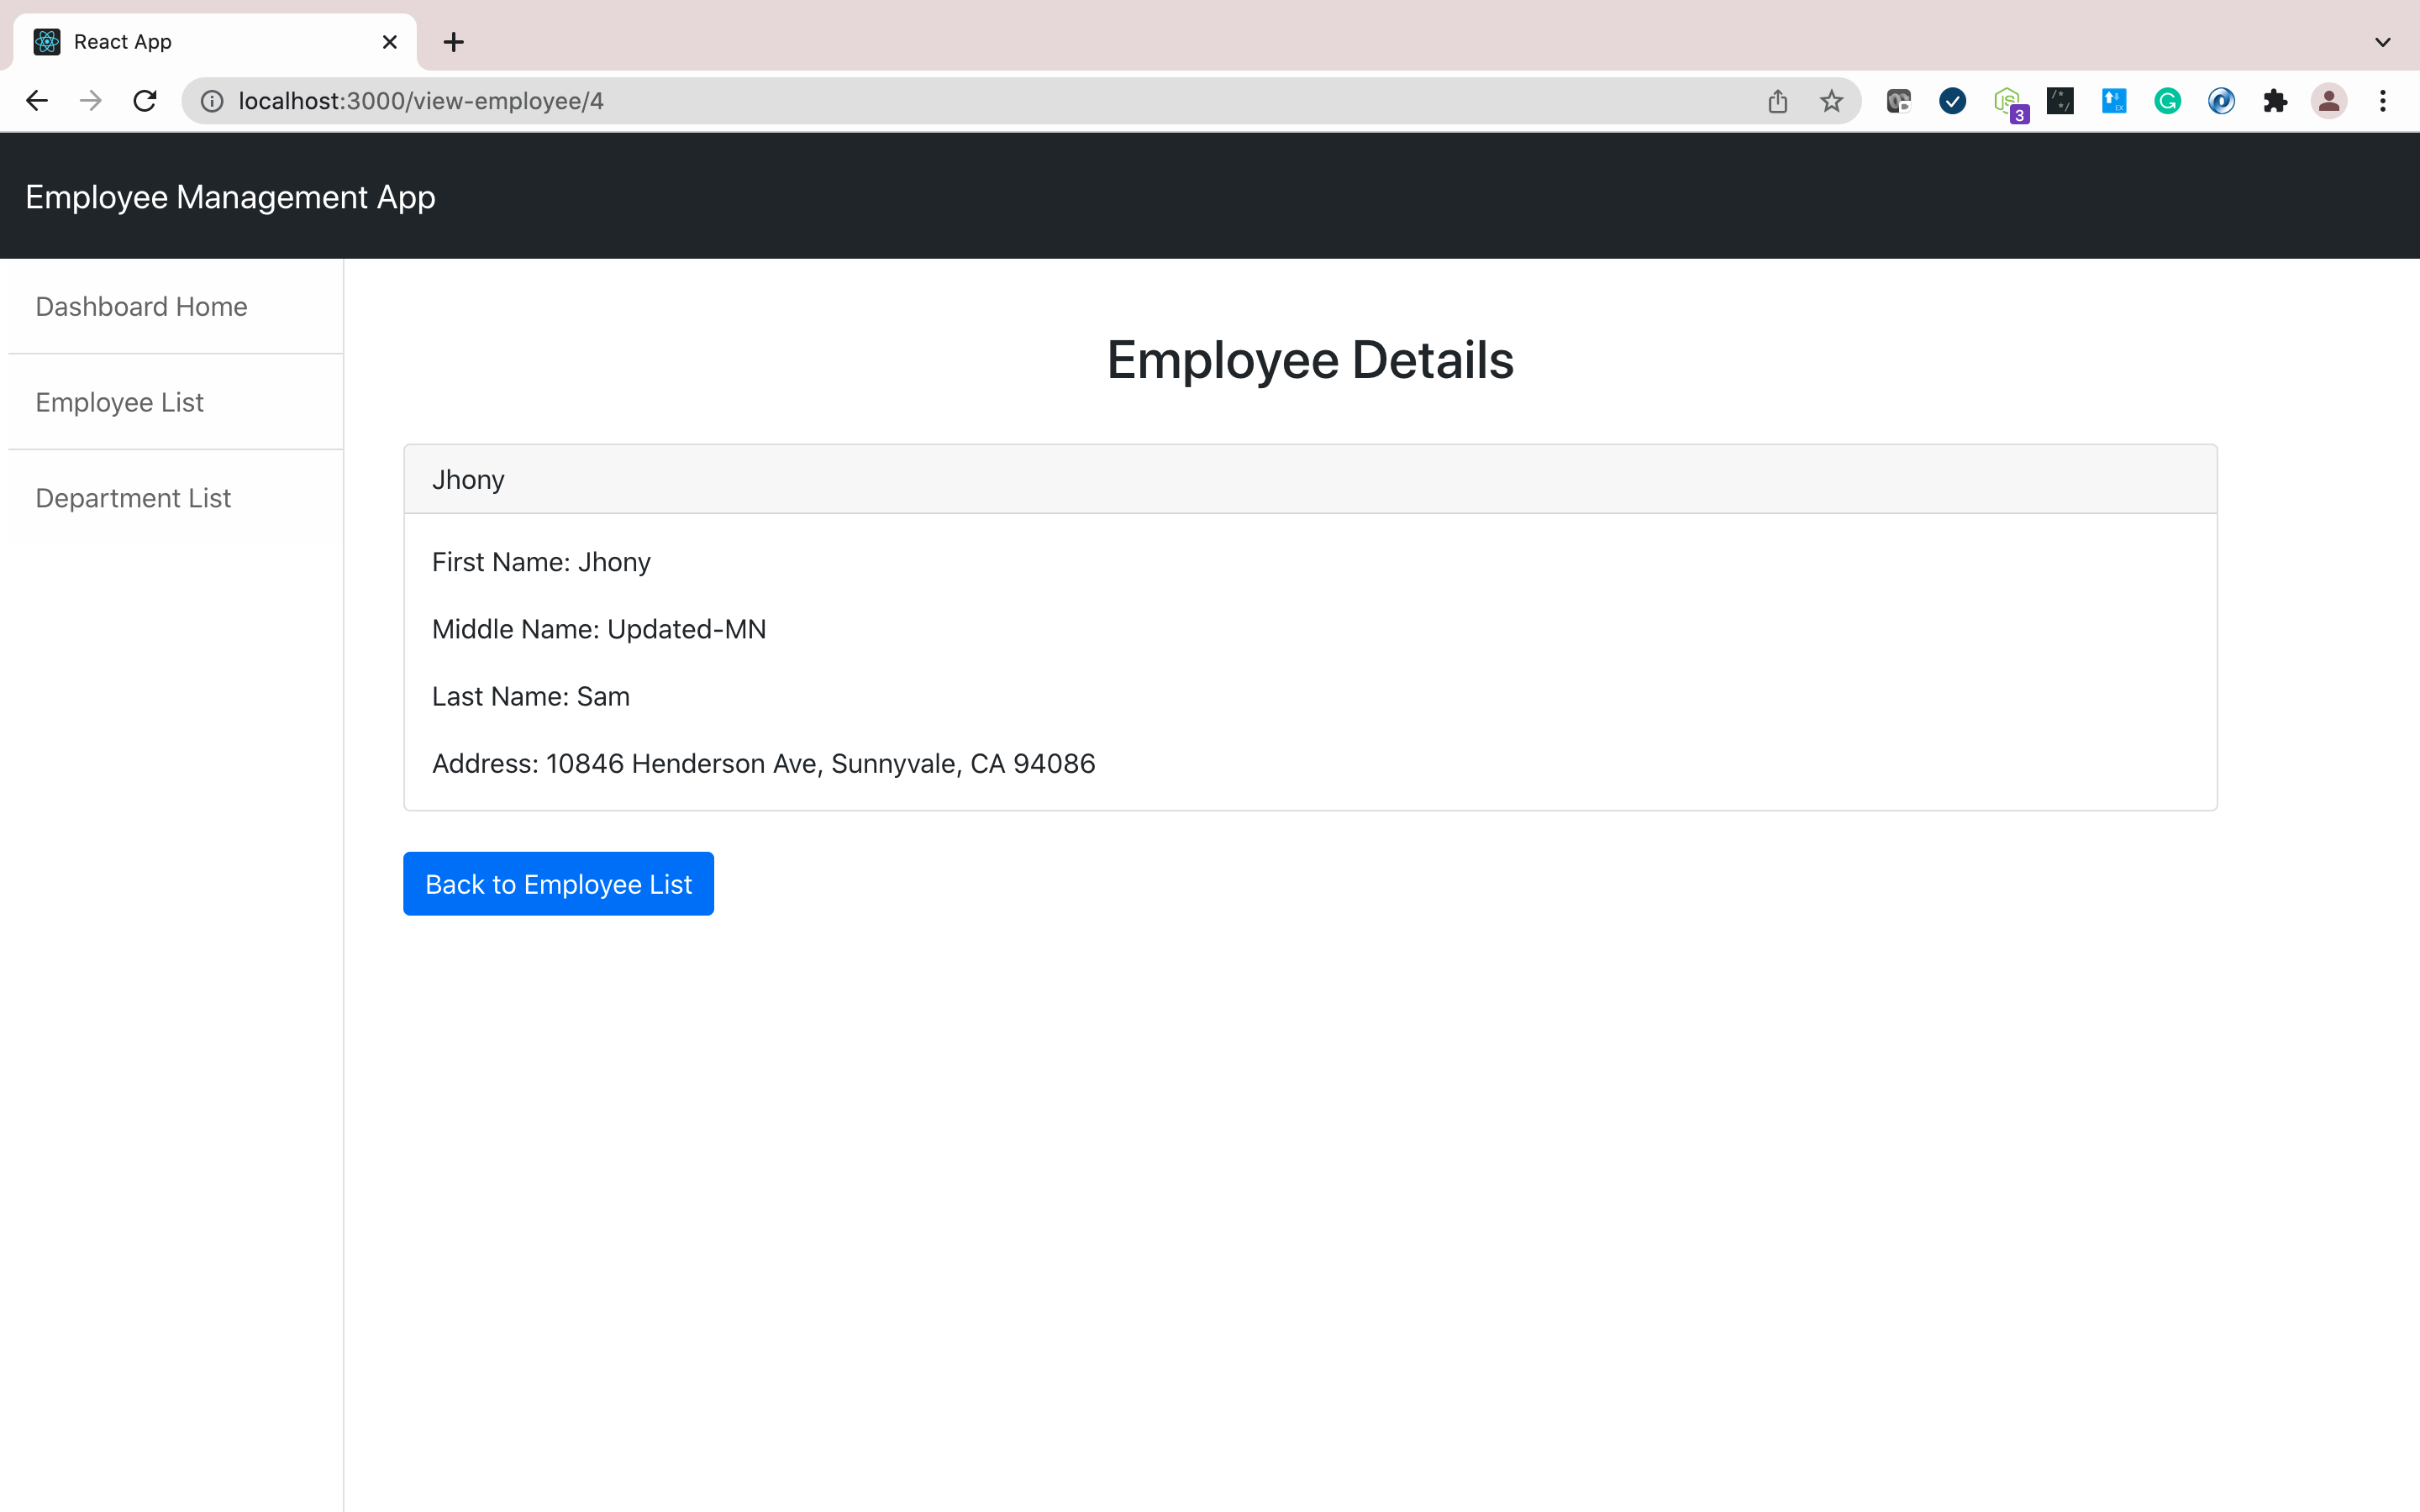 React App
localhost:3000/view-employee/4
3
Employee Management App
Dashboard Home
Employee List
Department List
Employee Details
Jhony
First Name: Jhony
Middle Name: Updated-MN
Last Name: Sam
Address: 10846 Henderson Ave, Sunnyvale, CA 94086
Back to Employee List